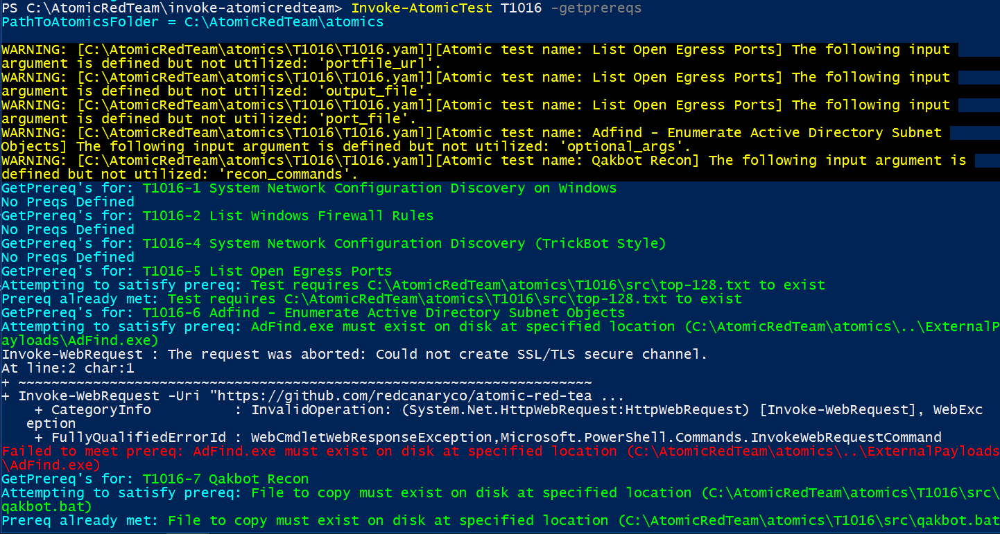 PS C:\AtomicRedTeam\invoke-atomicredteam> Invoke-AtomicTest T1016 -getprereqs
PathToAtomicsFolder = C:\AtomicRedTeam\atomics
WARNING: [C:\AtomicRedTeam\atomics\T1016\T1016.yaml][Atomic test name: List Open Egress Ports] The following input
argument is defined but not utilized: 'portfile_url'.
WARNING: [C:\AtomicRedTeam\atomics\T1016\T1016.yaml][Atomic test name: List Open Egress Ports] The following input
argument is defined but not utilized: 'output_file'.
WARNING: [C:\AtomicRedTeam\atomics\T1016\T1016.yaml][Atomic test name: List Open Egress Ports] The following input
argument is defined but not utilized: 'port_file'.
WARNING: [C:\AtomicRedTeam\atomics\T1016\T1016.yaml][Atomic test name: Adfind - Enumerate Active Directory Subnet
Objects] The following input argument is defined but not utilized: 'optional_args'.
WARNING: [C:\AtomicRedTeam\atomics\T1016\T1016.yaml][Atomic test name: Qakbot Recon] The following input argument is
defined but not utilized: 'recon_commands'.
GetPrereq's for: T1016-1 System Network Configuration Discovery on Windows
No Preqs Defined
GetPrereq's for: T1016-2 List Windows Firewall Rules
No Preqs Defined
GetPrereq's for: T1016-4 System Network Configuration Discovery (TrickBot Style)
No Preqs Defined
GetPrereq's for: T1016-5 List Open Egress Ports
Attempting to satisfy prereq: Test requires C:\AtomicRedTeam\atomics\T1016\src\top-128.txt to exist
Prereq already met: Test requires C:\AtomicRedTeam\atomics\T1016\src\top-128.txt to exist
GetPrereq's for: T1016-6 Adfind - Enumerate Active Directory Subnet Objects
Attempting to satisfy prereq: AdFind.exe must exist on disk at specified location (C:\AtomicRedTeam\atomics\..\ExternalP
ayloads\AdFind.exe)
Invoke-WebRequest : The request was aborted: Could not create SSL/TLS secure channel.
At line:2 char:1
+ ~~~~~~~~~~~~~~~~~~~~~~~~~~~~~~~~~~~~~~~~~~~~~~~~~~~~~~~~~~~~~~~~~~~~~
+ Invoke-WebRequest -Uri "https://github.com/redcanaryco/atomic-red-tea ...
    + CategoryInfo          : InvalidOperation: (System.Net.HttpWebRequest:HttpWebRequest) [Invoke-WebRequest], WebExc
   eption
    + FullyQualifiedErrorId : WebCmdletWebResponseException,Microsoft.PowerShell.Commands.InvokeWebRequestCommand
Failed to meet prereq: AdFind.exe must exist on disk at specified location (C:\AtomicRedTeam\atomics\..\ExternalPayloads
\AdFind.exe)
GetPrereq's for: T1016-7 Qakbot Recon
Attempting to satisfy prereq: File to copy must exist on disk at specified location (C:\AtomicRedTeam\atomics\T1016\src\
qakbot.bat)
Prereq already met: File to copy must exist on disk at specified location (C:\AtomicRedTeam\atomics\T1016\src\qakbot.bat